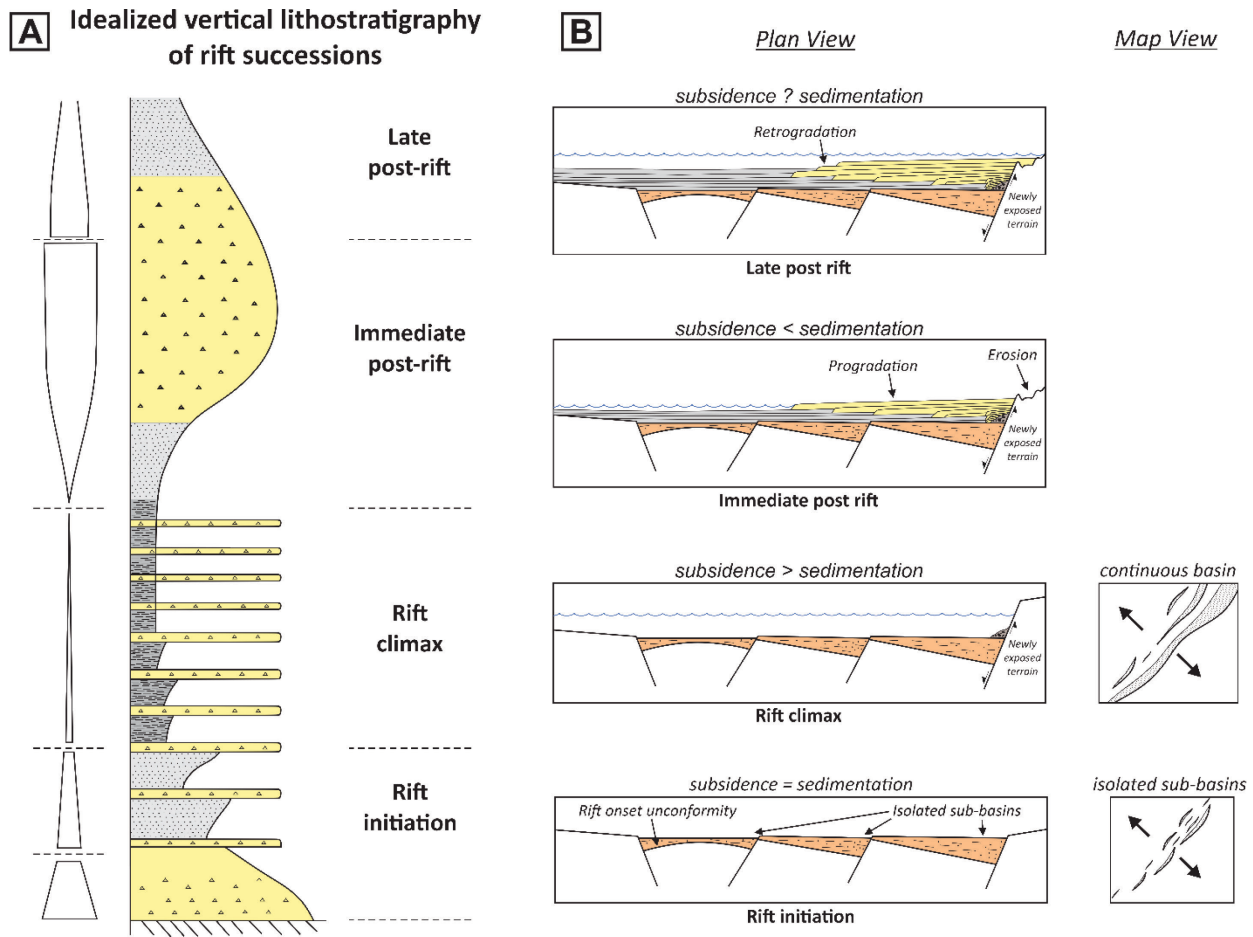 A
Idealized vertical lithostratigraphy
of rift successions
Late
post-rift
Immediate
post-rift
Rift
climax
Rift
initiation
B
Plan View
Map View
subsidence ? sedimentation
Retrogradation
Newly
exposed
terrain
Late post rift
subsidence < sedimentation
Progradation
Erosion
Newly
exposed
terrain
Immediate post rift
subsidence > sedimentation
Newly
exposed
terrain
Rift climax
continuous basin
subsidence = sedimentation
Rift onset unconformity
Isolated sub-basins
Rift initiation
isolated sub-basins